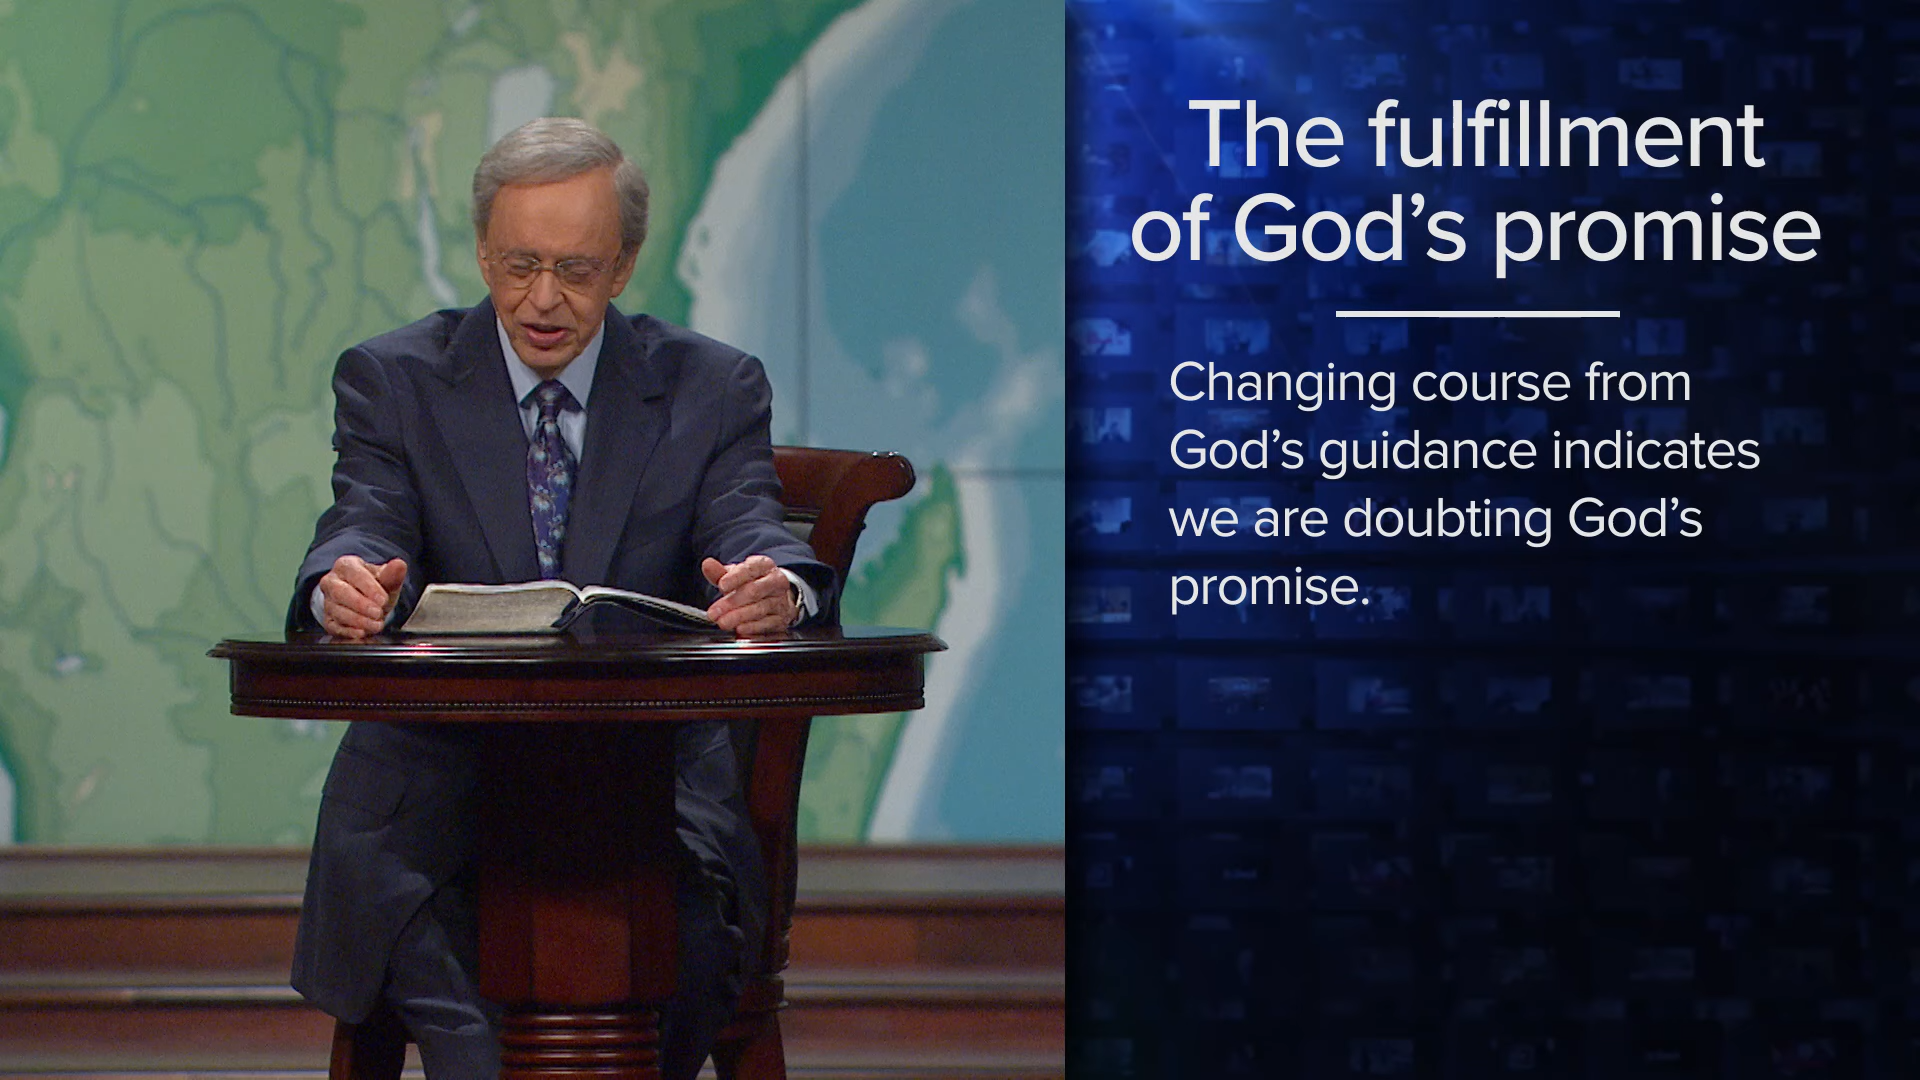 The fulfillment
of God’s promise
Changing course from
God’s guidance indicates
we are doubting God’s
promise.